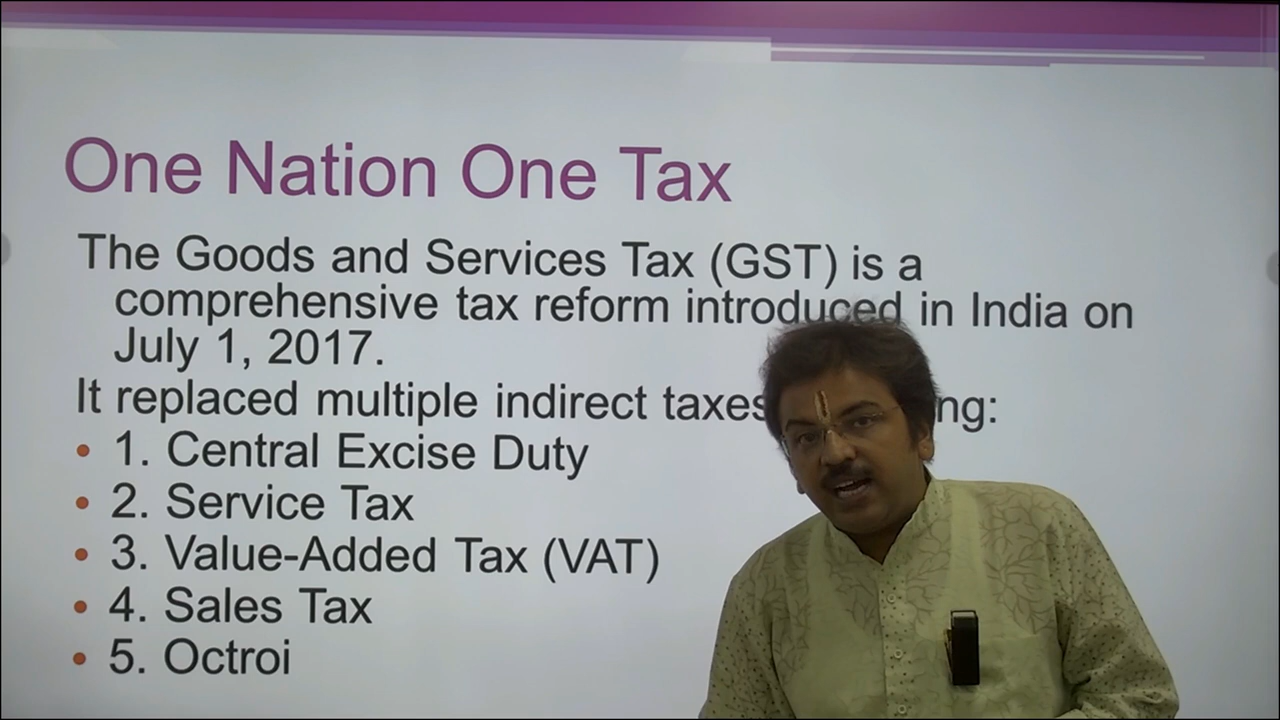 One Nation One Tax
The Goods and Services Tax (GST) is a
comprehensive tax reform introduced in India on
July 1, 2017.
It replaced multiple indirect taxes ng:
• 1. Central Excise Duty
• 2. Service Tax
• 3. Value-Added Tax (VAT)
• 4. Sales Tax
• 5. Octroi